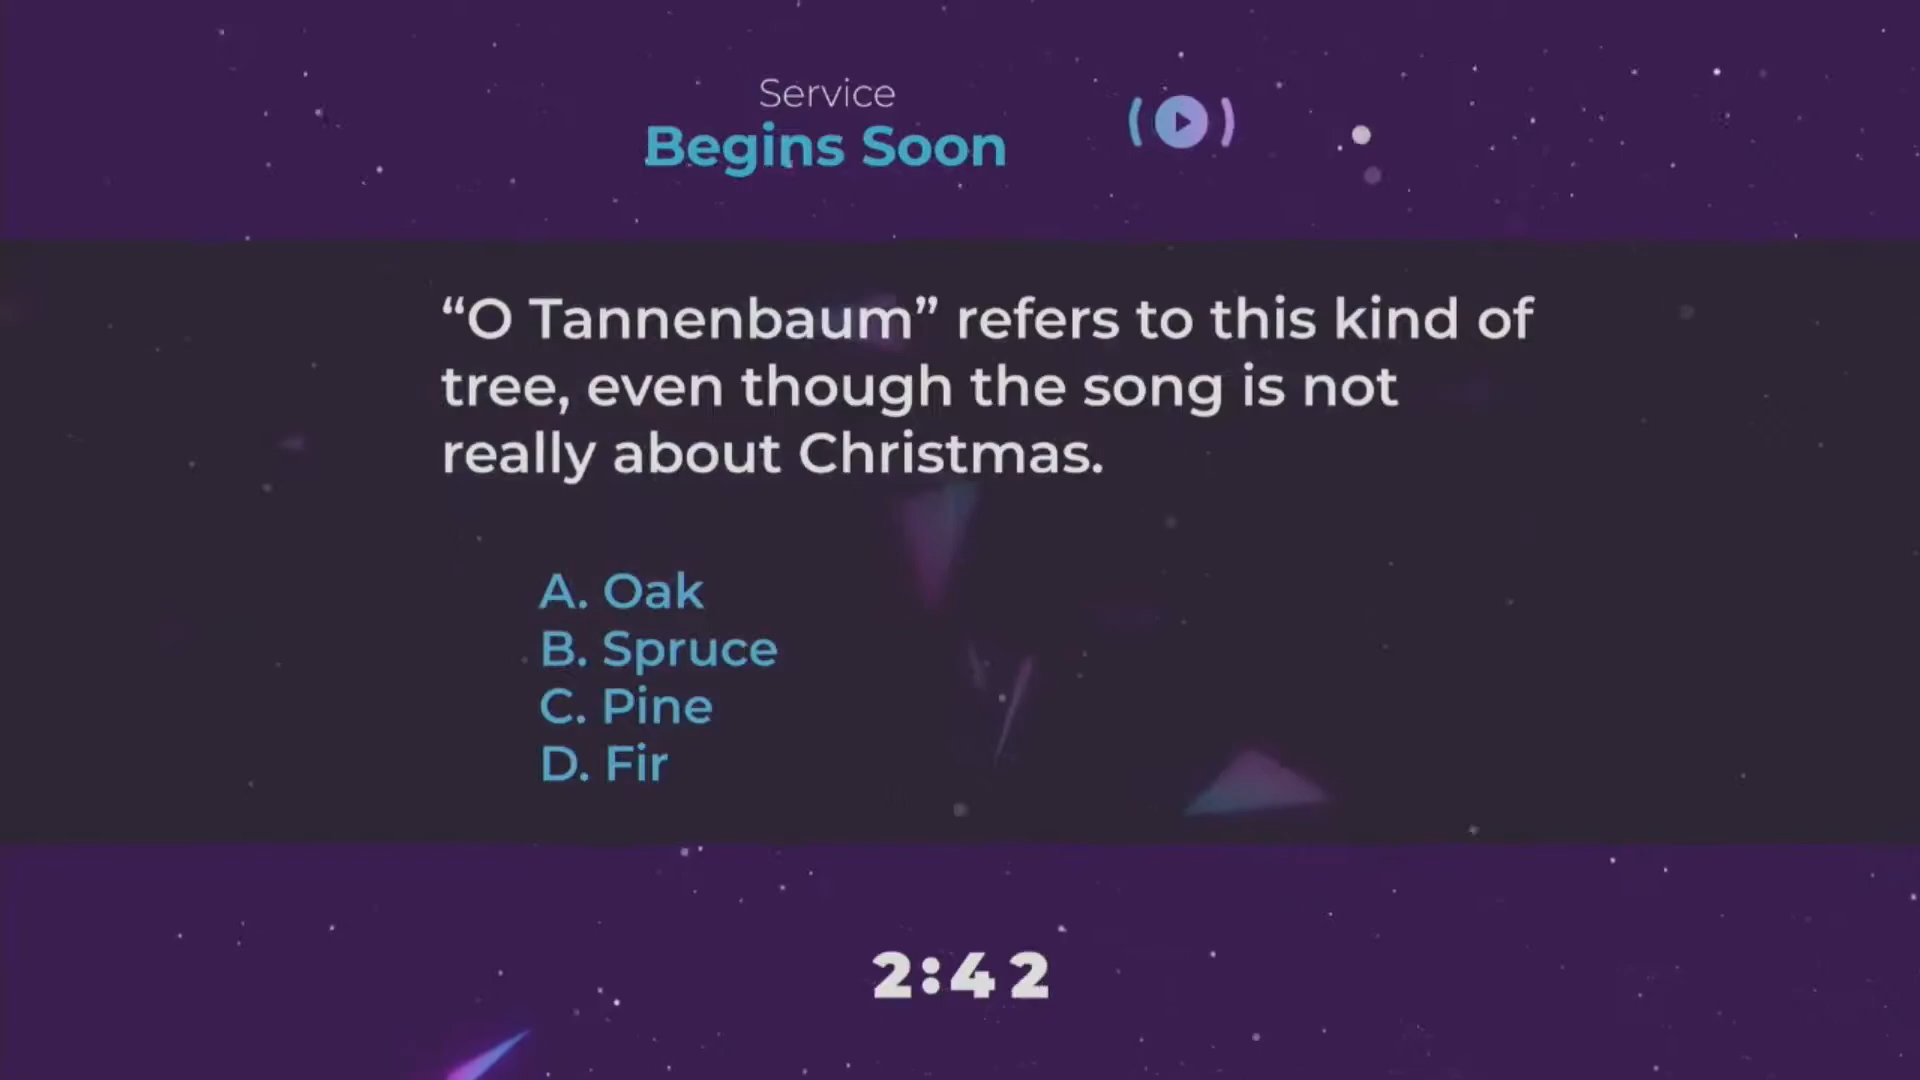 Service
Begins Soon
“O Tannenbaum” refers to this kind of
tree, even though the song is not
really about Christmas.
A. Oak
B. Spruce
C. Pine
D. Fir
2:42